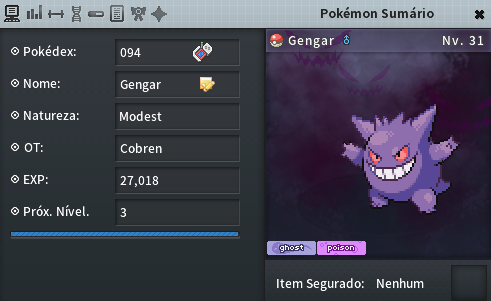 Pokémon Sumário
Pokédex: 094
Nome: Gengar
Natureza: Modest
OT: Cobren
EXP: 27,018
Próx. Nível. 3
Gengar ♂ Nv. 31
ghost poison
Item Segurado: Nenhum